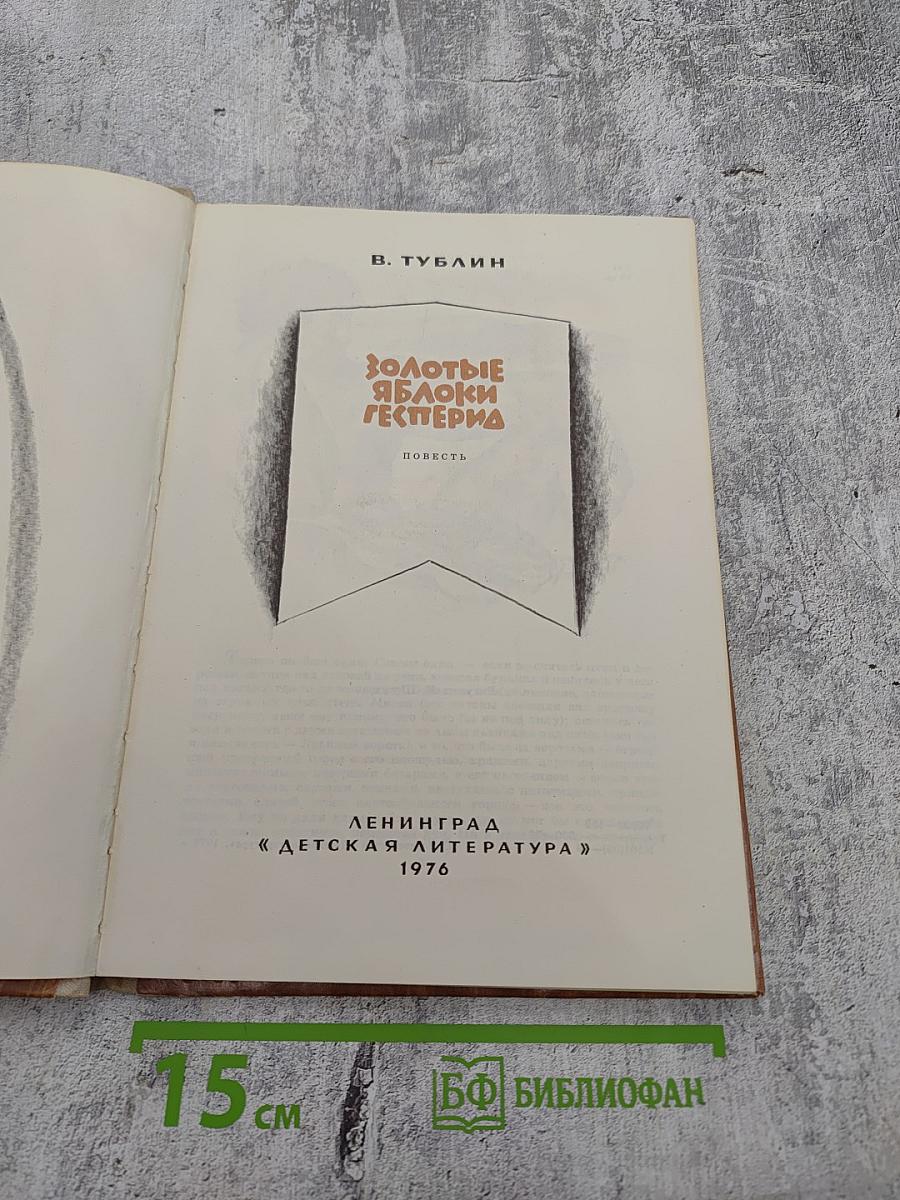 В. ТУБЛИН
ЗОЛОТЫЕ
ЯБЛОКИ
ГЕСПЕРИД
ПОВЕСТЬ
ЛЕНИНГРАД
«ДЕТСКАЯ ЛИТЕРАТУРА»
1976
15 см
БФ БИБЛИОФАН